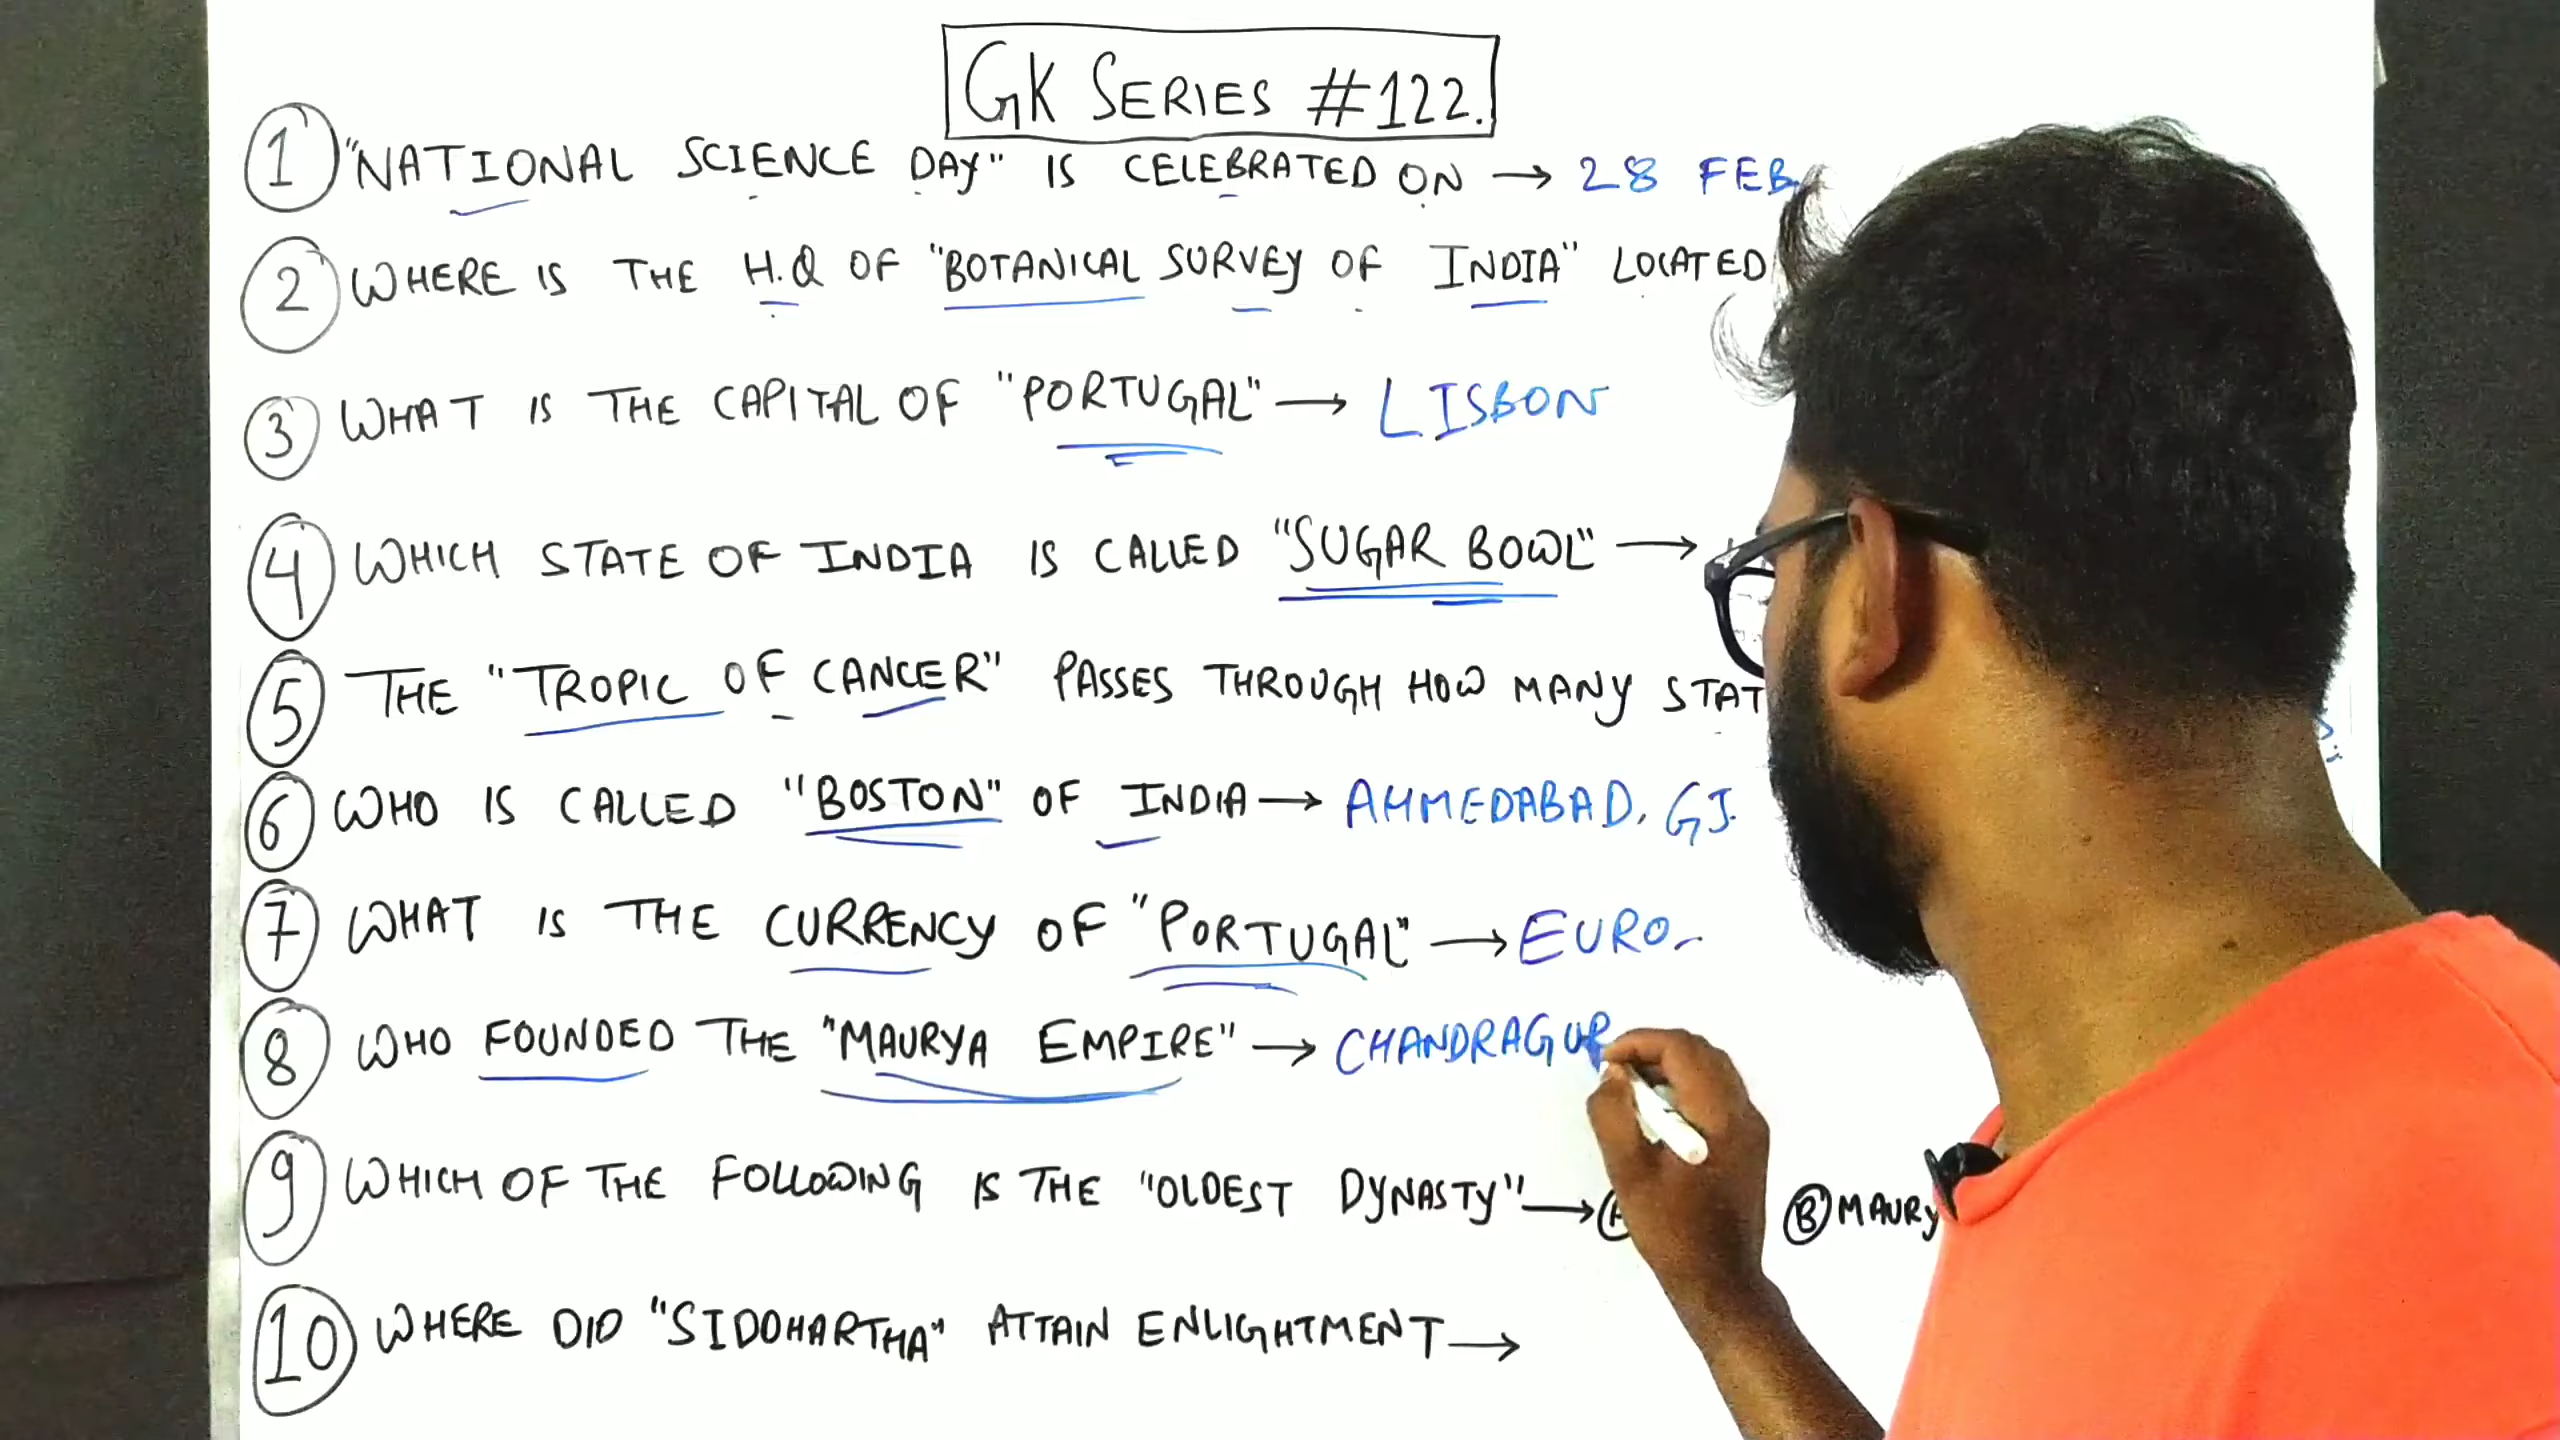 GK SERIES #122.
1 "NATIONAL SCIENCE DAY" IS CELEBRATED ON → 28 FEB.
2 WHERE IS THE H.Q OF "BOTANICAL SURVEY OF INDIA" LOCATED
3 WHAT IS THE CAPITAL OF "PORTUGAL" → LISBON
4 WHICH STATE OF INDIA IS CALLED "SUGAR BOWL" →
5 THE "TROPIC OF CANCER" PASSES THROUGH HOW MANY STAT
6 WHO IS CALLED "BOSTON" OF INDIA → AHMEDABAD, GJ.
7 WHAT IS THE CURRENCY OF "PORTUGAL" → EURO
8 WHO FOUNDED THE "MAURYA EMPIRE" → CHANDRAGUP
9 WHICH OF THE FOLLOWING IS THE "OLDEST DYNASTY" → B MAURY
10 WHERE DID "SIDDHARTHA" ATTAIN ENLIGHTMENT →